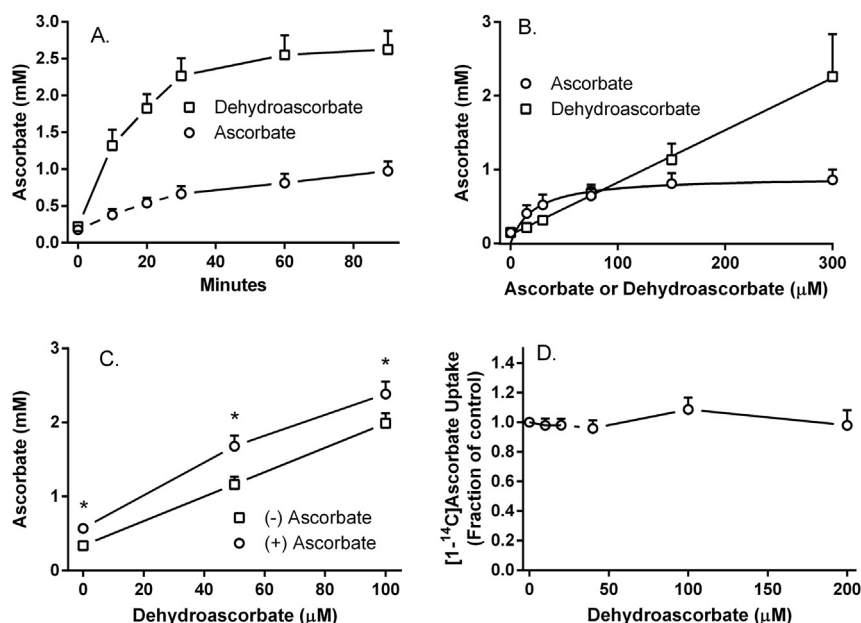 A.
Ascorbate (mM)
3.0
2.5
2.0
1.5
1.0
0.5
0.0
Dehydroascorbate
Ascorbate
0 20 40 60 80
Minutes
B.
Ascorbate (mM)
3
2
1
0
Ascorbate
Dehydroascorbate
0 100 200 300
Ascorbate or Dehydroascorbate (μM)
C.
Ascorbate (mM)
3
2
1
0
*
*
*
(-) Ascorbate
(+) Ascorbate
0 20 40 60 80 100
Dehydroascorbate (μM)
D.
[1-¹⁴C]Ascorbate Uptake
(Fraction of control)
1.4
1.2
1.0
0.8
0.6
0.4
0.2
0.0
0 50 100 150 200
Dehydroascorbate (μM)